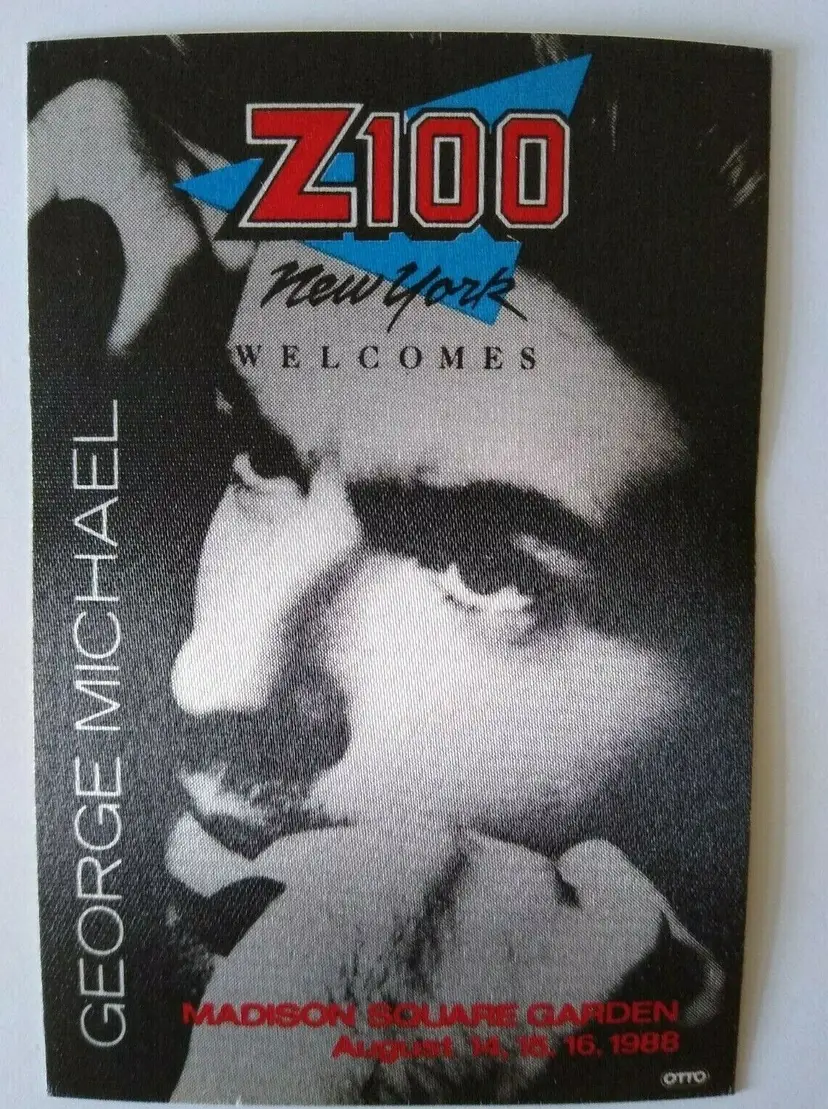 Z100
New York
WELCOMES
GEORGE MICHAEL
MADISON SQUARE GARDEN
August 14, 15, 16, 1988
OTTO